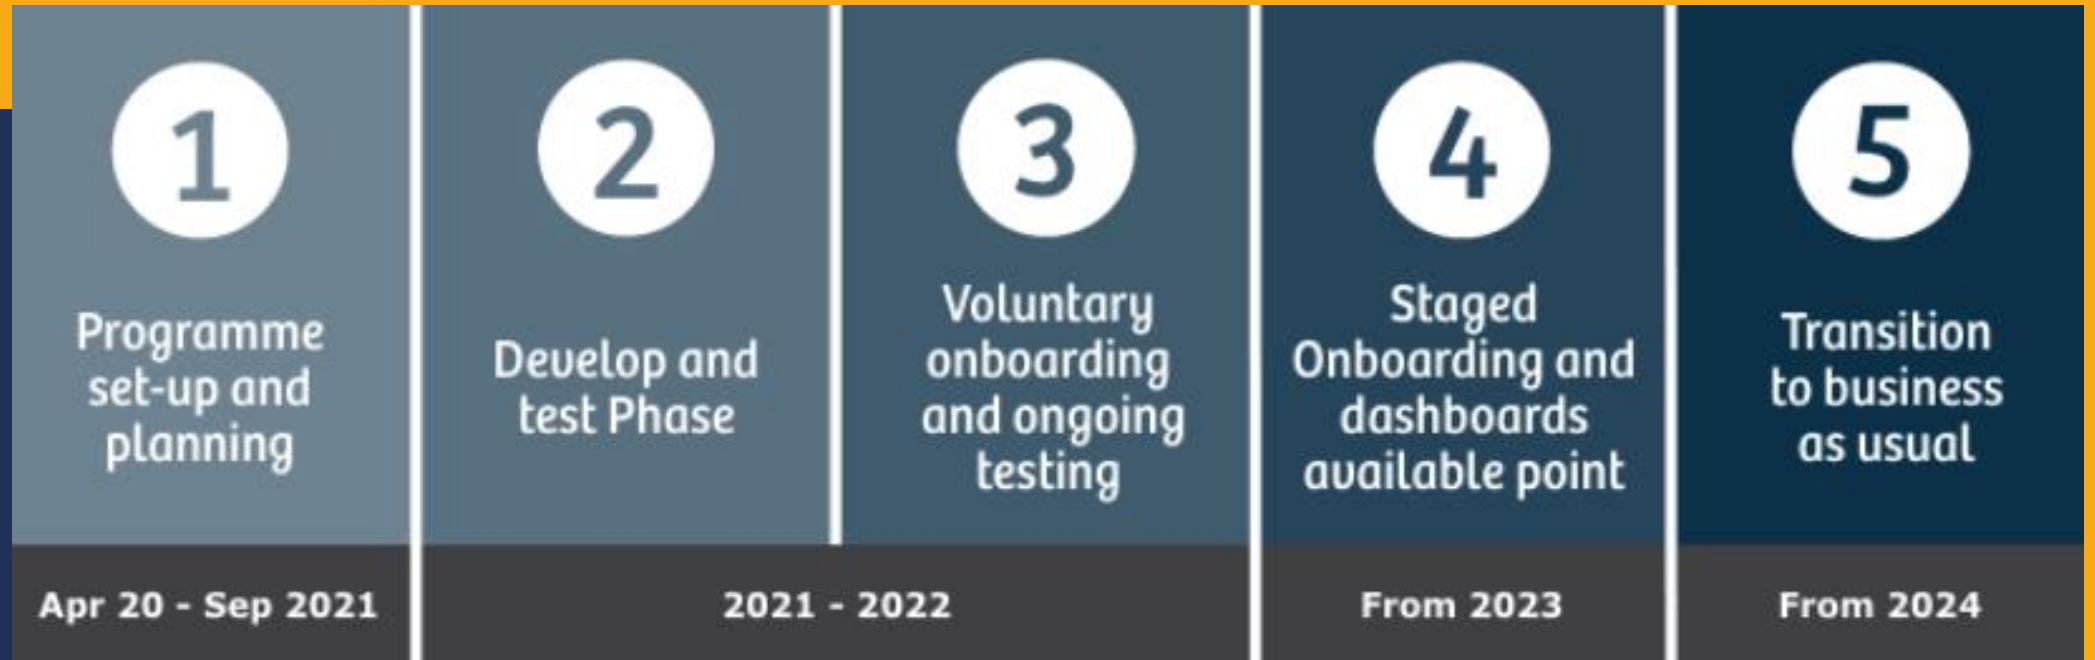 1
Programme
set-up and
planning
2
Develop and
test Phase
3
Voluntary
onboarding
and ongoing
testing
4
Staged
Onboarding and
dashboards
available point
5
Transition
to business
as usual
Apr 20 - Sep 2021
2021 - 2022
From 2023
From 2024